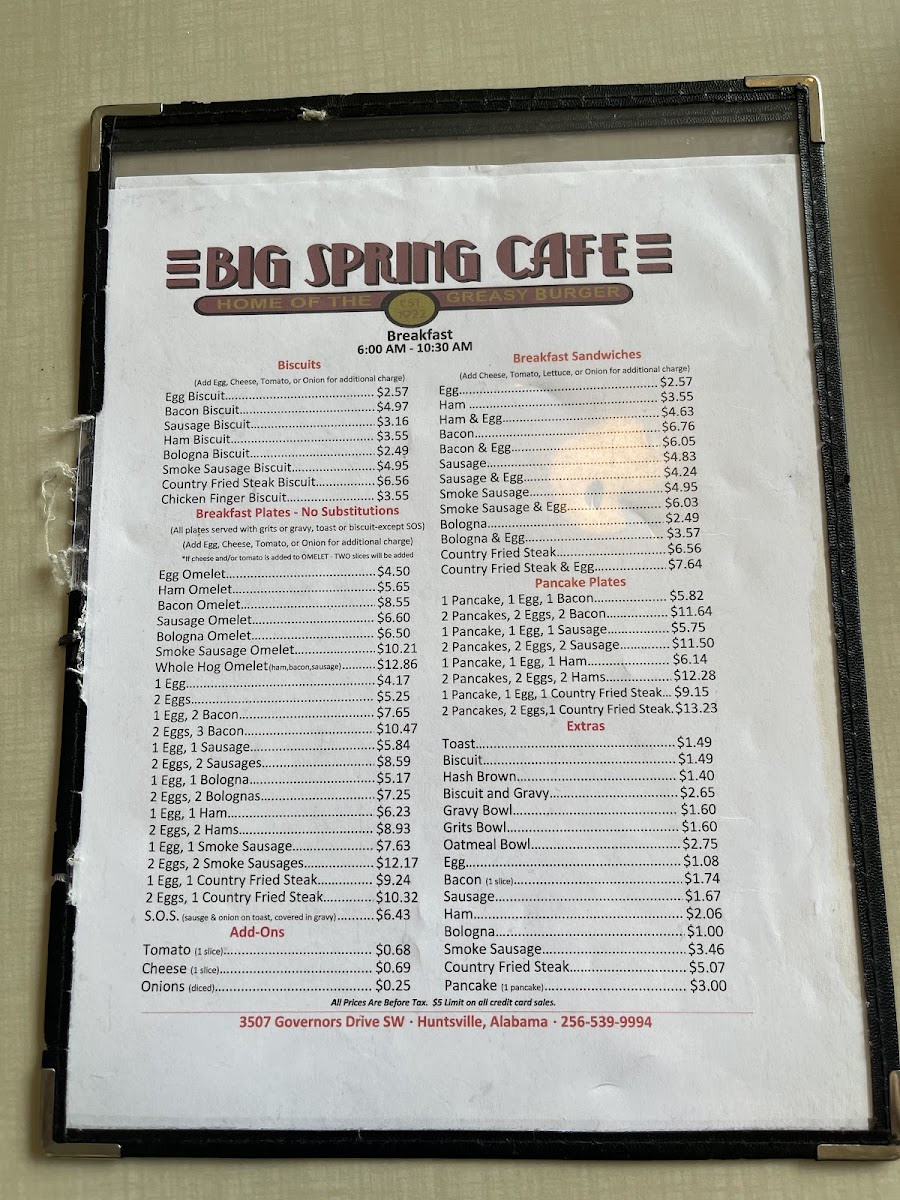 BIG SPRING CAFE
HOME OF THE EST. 1922 GREASY BURGER
Breakfast
6:00 AM - 10:30 AM
Biscuits
(Add Egg, Cheese, Tomato, or Onion for additional charge)
Egg Biscuit.....$2.57
Bacon Biscuit.....$4.97
Sausage Biscuit.....$3.16
Ham Biscuit.....$3.55
Bologna Biscuit.....$2.49
Smoke Sausage Biscuit.....$4.95
Country Fried Steak Biscuit.....$6.56
Chicken Finger Biscuit.....$3.55
Breakfast Plates - No Substitutions
(All plates served with grits or gravy, toast or biscuit-except SOS)
(Add Egg, Cheese, Tomato, or Onion for additional charge)
*If cheese and/or tomato is added to OMELET - TWO slices will be added
Egg Omelet.....$4.50
Ham Omelet.....$5.65
Bacon Omelet.....$8.55
Sausage Omelet.....$6.60
Bologna Omelet.....$6.50
Smoke Sausage Omelet.....$10.21
Whole Hog Omelet (ham,bacon,sausage).....$12.86
1 Egg.....$4.17
2 Eggs.....$5.25
1 Egg, 2 Bacon.....$7.65
2 Eggs, 3 Bacon.....$10.47
1 Egg, 1 Sausage.....$5.84
2 Eggs, 2 Sausages.....$8.59
1 Egg, 1 Bologna.....$5.17
2 Eggs, 2 Bolognas.....$7.25
1 Egg, 1 Ham.....$6.23
2 Eggs, 2 Hams.....$8.93
1 Egg, 1 Smoke Sausage.....$7.63
2 Eggs, 2 Smoke Sausages.....$12.17
1 Egg, 1 Country Fried Steak.....$9.24
2 Eggs, 1 Country Fried Steak.....$10.32
S.O.S. (sausge & onion on toast, covered in gravy).....$6.43
Add-Ons
Tomato (1 slice).....$0.68
Cheese (1 slice).....$0.69
Onions (diced).....$0.25
Breakfast Sandwiches
(Add Cheese, Tomato, Lettuce, or Onion for additional charge)
Egg.....$2.57
Ham .....$3.55
Ham & Egg.....$4.63
Bacon.....$6.76
Bacon & Egg.....$6.05
Sausage.....$4.83
Sausage & Egg.....$4.24
Smoke Sausage.....$4.95
Smoke Sausage & Egg.....$6.03
Bologna.....$2.49
Bologna & Egg.....$3.57
Country Fried Steak.....$6.56
Country Fried Steak & Egg.....$7.64
Pancake Plates
1 Pancake, 1 Egg, 1 Bacon.....$5.82
2 Pancakes, 2 Eggs, 2 Bacon.....$11.64
1 Pancake, 1 Egg, 1 Sausage.....$5.75
2 Pancakes, 2 Eggs, 2 Sausage.....$11.50
1 Pancake, 1 Egg, 1 Ham.....$6.14
2 Pancakes, 2 Eggs, 2 Hams.....$12.28
1 Pancake, 1 Egg, 1 Country Fried Steak...$9.15
2 Pancakes, 2 Eggs,1 Country Fried Steak.$13.23
Extras
Toast.....$1.49
Biscuit.....$1.49
Hash Brown.....$1.40
Biscuit and Gravy.....$2.65
Gravy Bowl.....$1.60
Grits Bowl.....$1.60
Oatmeal Bowl.....$2.75
Egg.....$1.08
Bacon (1 slice).....$1.74
Sausage.....$1.67
Ham.....$2.06
Bologna.....$1.00
Smoke Sausage.....$3.46
Country Fried Steak.....$5.07
Pancake (1 pancake).....$3.00
All Prices Are Before Tax. $5 Limit on all credit card sales.
3507 Governors Drive SW · Huntsville, Alabama · 256-539-9994